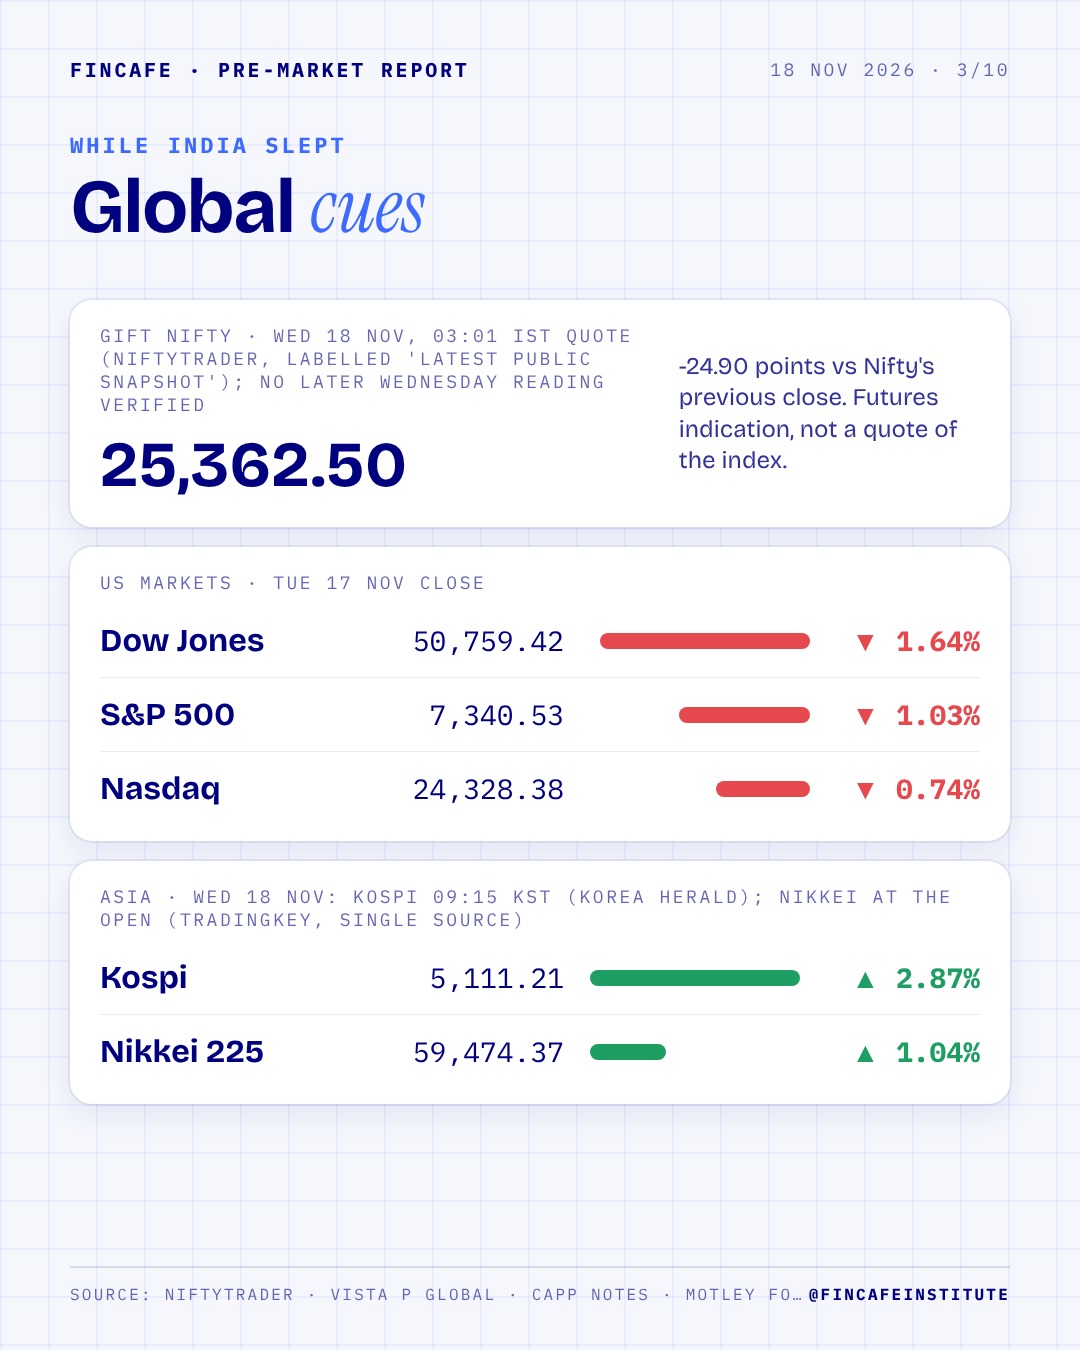 FINCAFE · PRE-MARKET REPORT
18 NOV 2026 · 3/10
WHILE INDIA SLEPT
Global cues
GIFT NIFTY · WED 18 NOV, 03:01 IST QUOTE
(NIFTYTRADER, LABELLED 'LATEST PUBLIC
SNAPSHOT'); NO LATER WEDNESDAY READING
VERIFIED
25,362.50
-24.90 points vs Nifty's
previous close. Futures
indication, not a quote of
the index.
US MARKETS · TUE 17 NOV CLOSE
Dow Jones 50,759.42 ▼ 1.64%
S&P 500 7,340.53 ▼ 1.03%
Nasdaq 24,328.38 ▼ 0.74%
ASIA · WED 18 NOV: KOSPI 09:15 KST (KOREA HERALD); NIKKEI AT THE
OPEN (TRADINGKEY, SINGLE SOURCE)
Kospi 5,111.21 ▲ 2.87%
Nikkei 225 59,474.37 ▲ 1.04%
SOURCE: NIFTYTRADER · VISTA P GLOBAL · CAPP NOTES · MOTLEY FO… @FINCAFEINSTITUTE